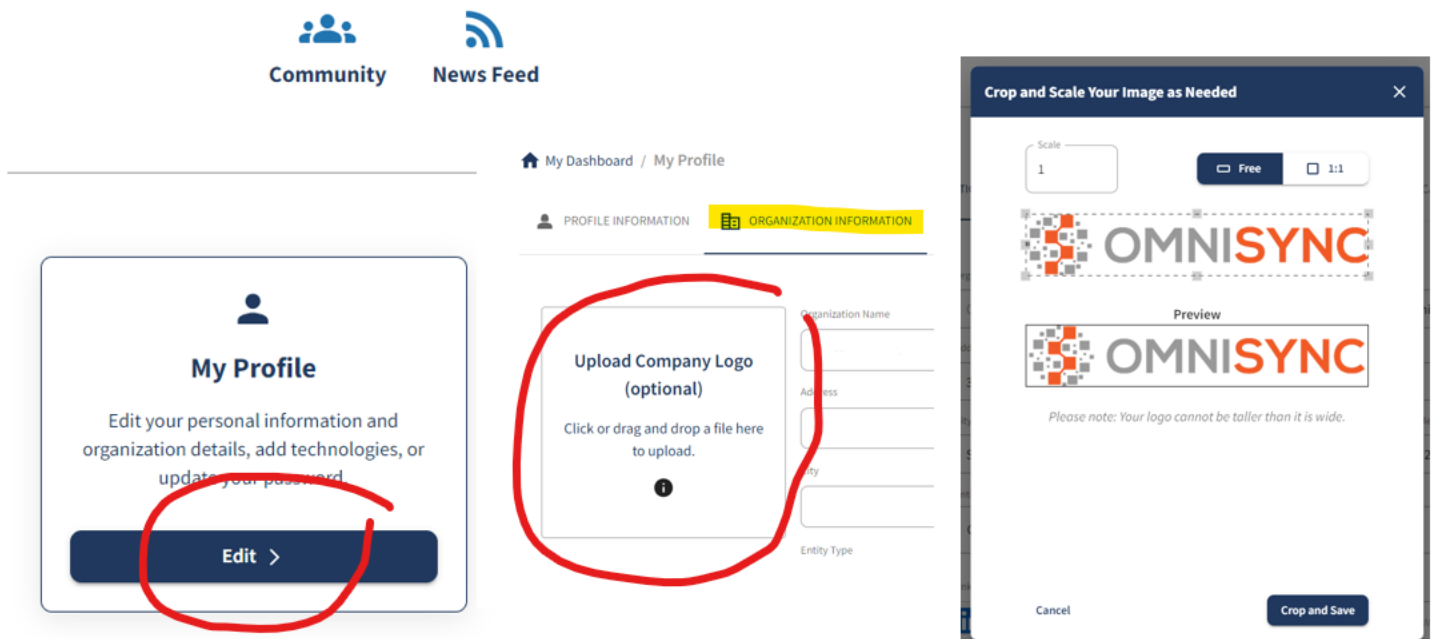 Community
News Feed
My Profile
Edit your personal information and
organization details, add technologies, or
update your password.
Edit >
My Dashboard / My Profile
PROFILE INFORMATION
ORGANIZATION INFORMATION
Upload Company Logo
(optional)
Click or drag and drop a file here
to upload.
Organization Name
Address
City
Entity Type
Crop and Scale Your Image as Needed
Scale
1
Free
1:1
OMNISYNC
Preview
OMNISYNC
Please note: Your logo cannot be taller than it is wide.
Cancel
Crop and Save